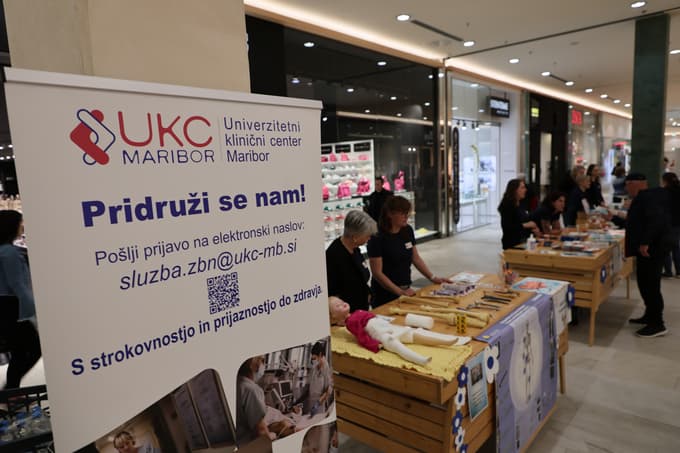 UKC
MARIBOR
Univerzitetni
klinični center
Maribor
Pridruži se nam!
Pošlji prijavo na elektronski naslov:
sluzba.zbn@ukc-mb.si
S strokovnostjo in prijaznostjo do zdravja.